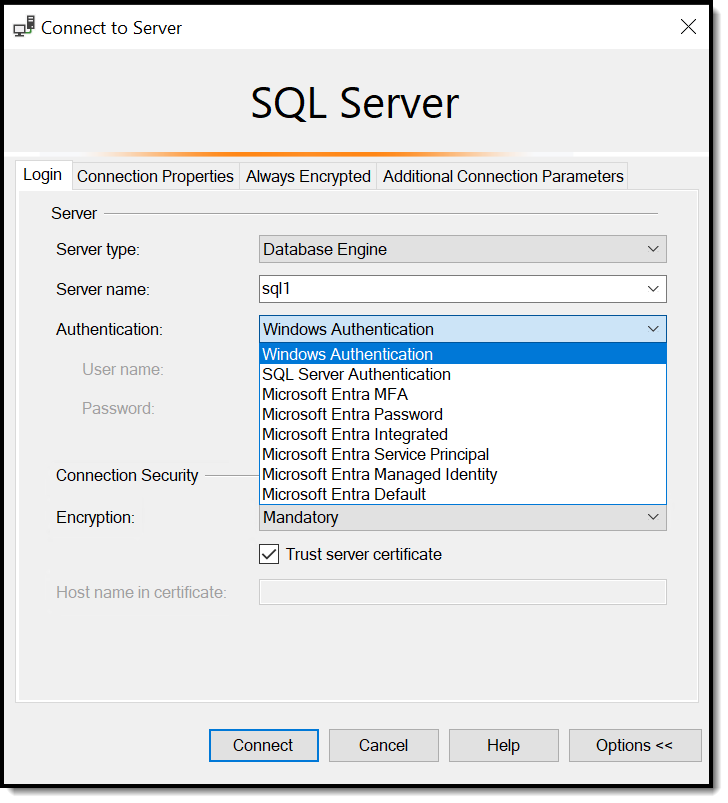 Connect to Server
SQL Server
Login Connection Properties Always Encrypted Additional Connection Parameters
Server
Server type: Database Engine
Server name: sql1
Authentication: Windows Authentication
Windows Authentication
User name:
SQL Server Authentication
Microsoft Entra MFA
Password:
Microsoft Entra Password
Microsoft Entra Integrated
Microsoft Entra Service Principal
Connection Security
Microsoft Entra Managed Identity
Microsoft Entra Default
Encryption: Mandatory
Trust server certificate
Host name in certificate:
Connect Cancel Help Options <<